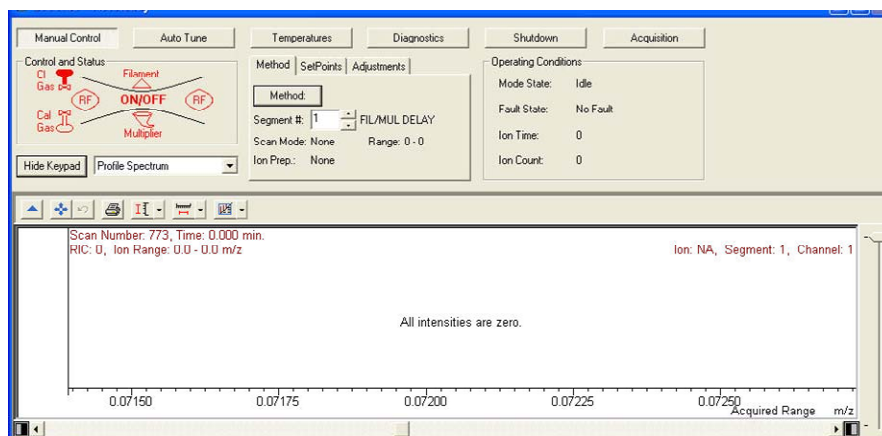 Manual Control Auto Tune Temperatures Diagnostics Shutdown Acquisition
Control and Status
CI
Gas
Filament
RF
ON/OFF
RF
Cal
Gas
Multiplier
Hide Keypad Profile Spectrum
Method SetPoints Adjustments
Method:
Segment #: 1 FIL/MUL DELAY
Scan Mode: None Range: 0 - 0
Ion Prep.: None
Operating Conditions
Mode State: Idle
Fault State: No Fault
Ion Time: 0
Ion Count: 0
Scan Number: 773, Time: 0.000 min.
RIC: 0, Ion Range: 0.0 - 0.0 m/z
Ion: NA, Segment: 1, Channel: 1
All intensities are zero.
0.07150 0.07175 0.07200 0.07225 0.07250
Acquired Range m/z